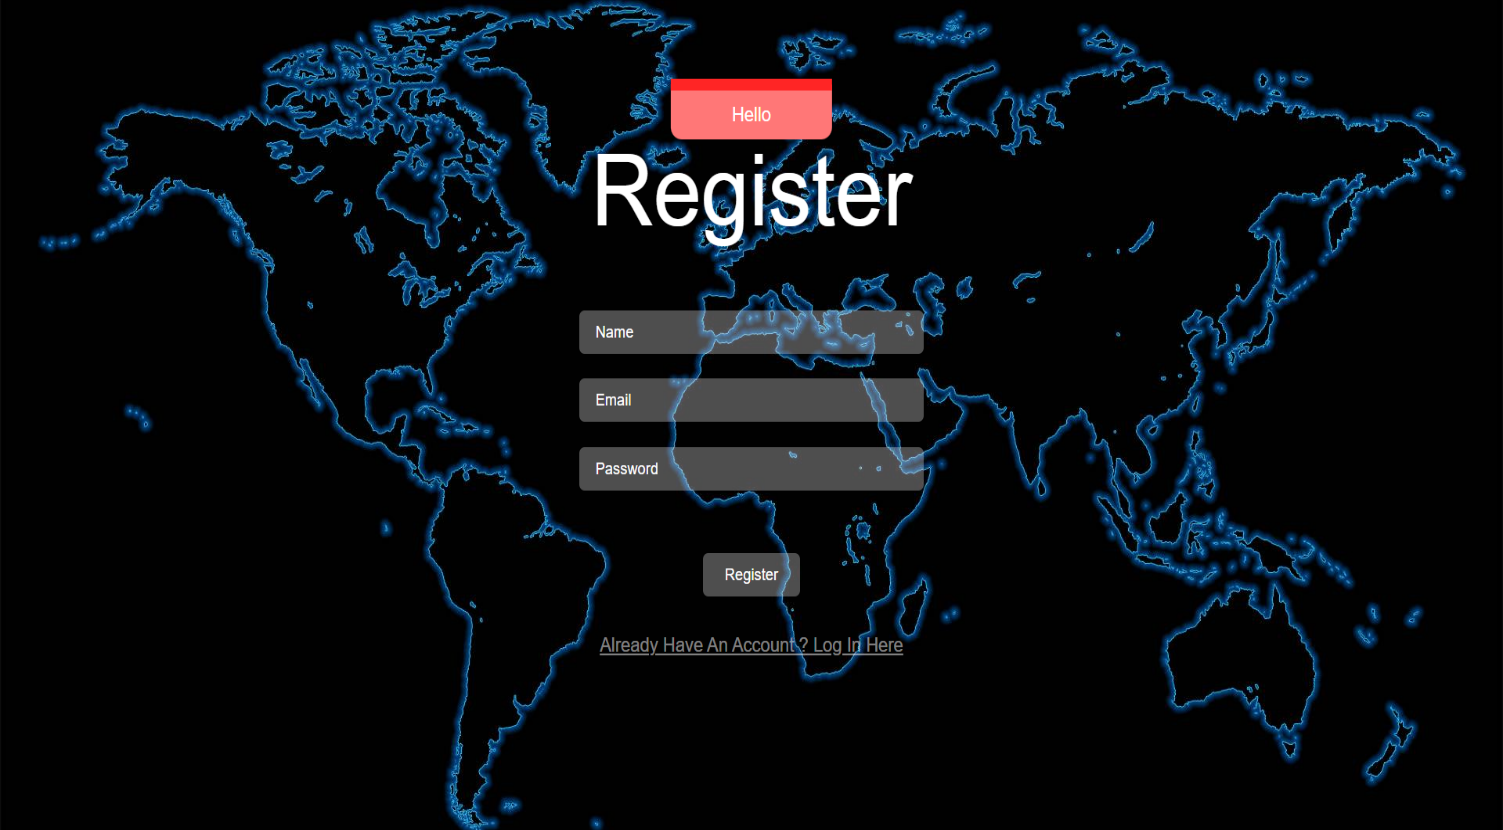 Hello
Register
Name
Email
Password
Register
Already Have An Account ? Log In Here